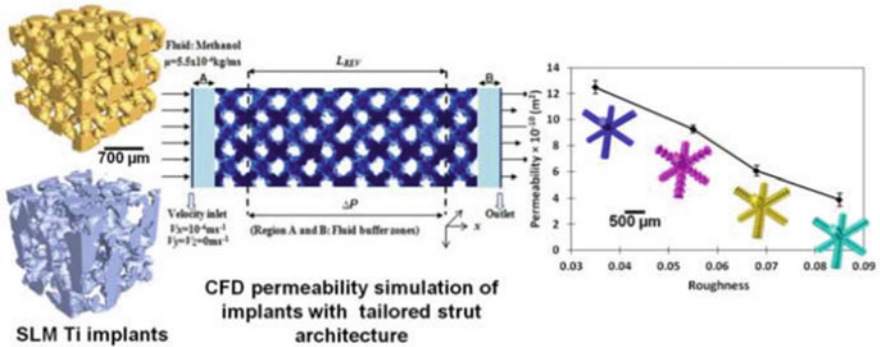 Fluid: Methanol
μ=5.5x10⁻⁴kg/ms
A
L_REV
B
700 μm
Velocity inlet
Vx=10⁻⁴ms⁻¹
Vy=Vz=0ms⁻¹
ΔP
(Region A and B: Fluid buffer zones)
x
Outlet
SLM Ti implants
CFD permeability simulation of
implants with tailored strut
architecture
Permeability × 10⁻¹⁰ (m²)
14
12
10
8
6
4
2
0
500 μm
0.03 0.04 0.05 0.06 0.07 0.08 0.09
Roughness